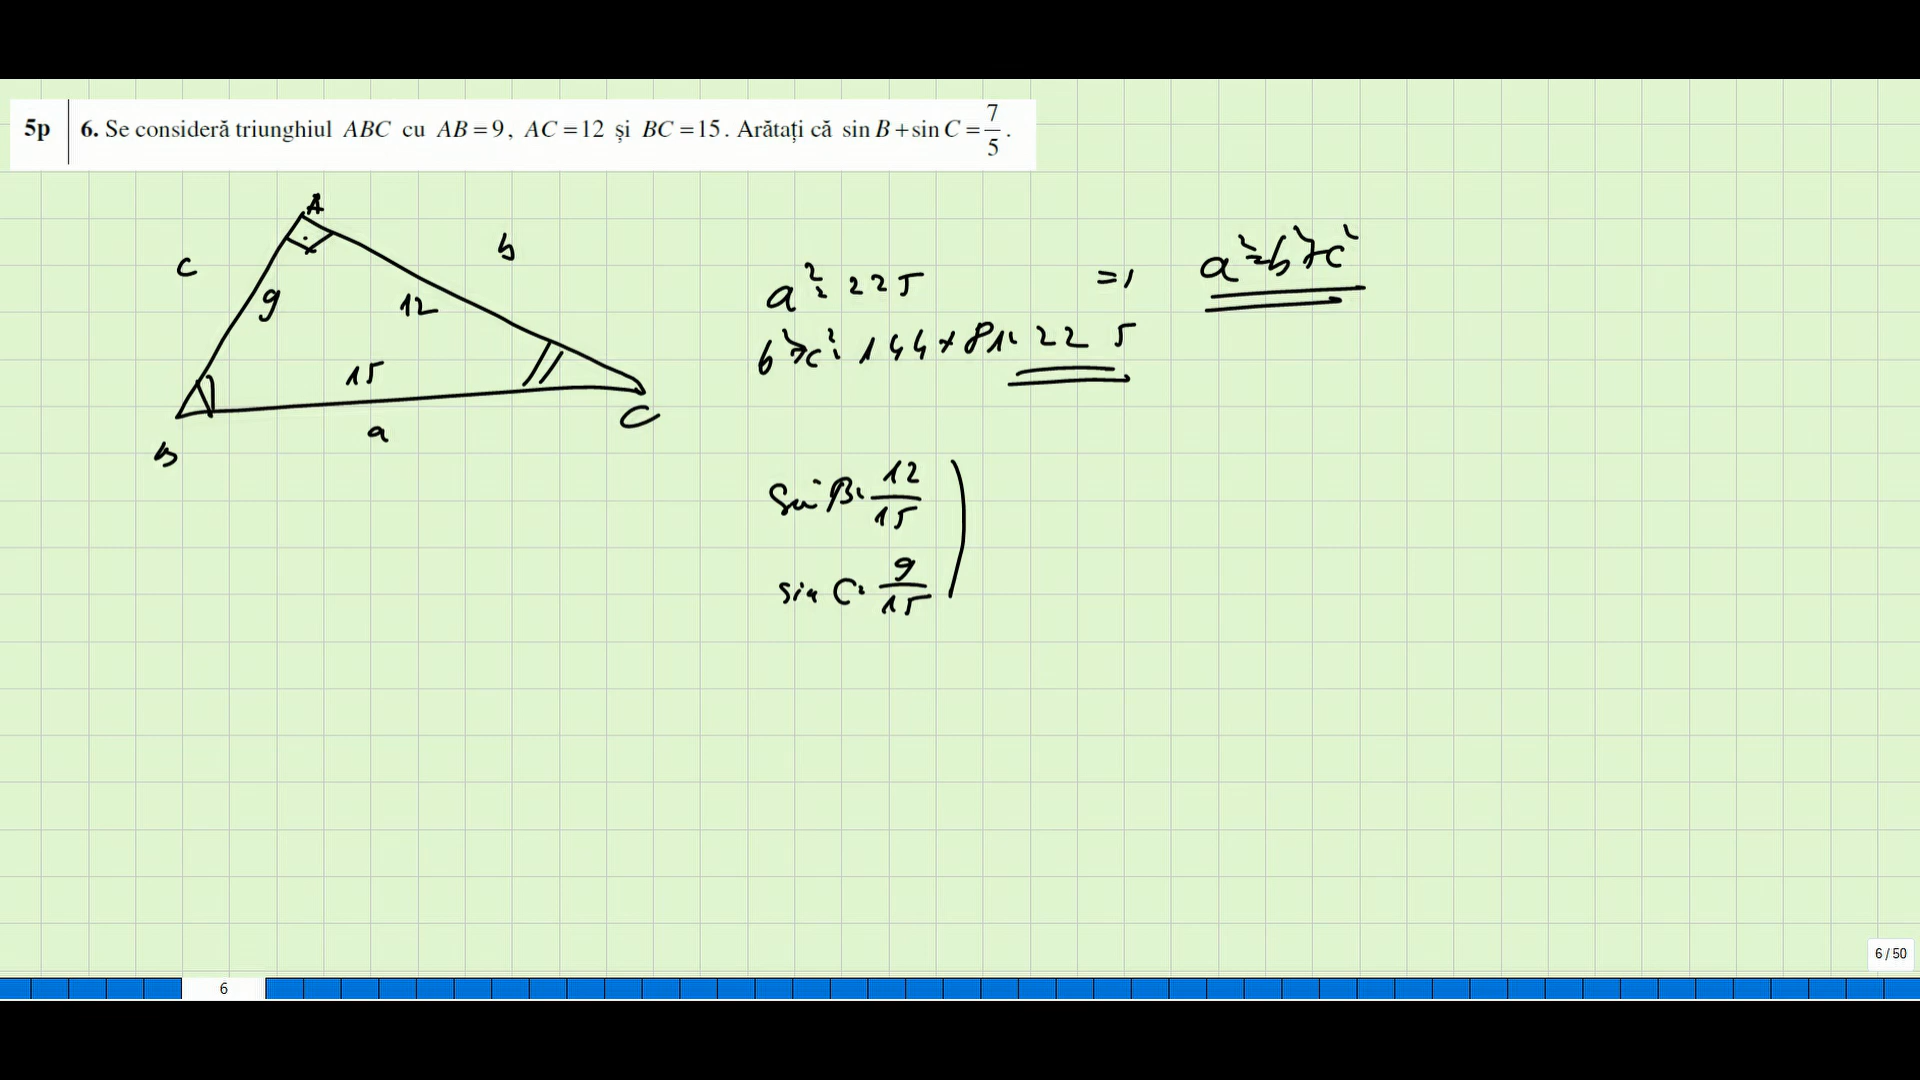 5p 6. Se consideră triunghiul ABC cu AB = 9, AC = 12 și BC = 15. Arătați că sin B + sin C = 7/5.
A
c
b
9
12
15
B
a
C
a² = 225 => a² = b² + c²
b² + c² = 144 + 81 = 225
sin B = 12/15
sin C = 9/15
6 / 50
6